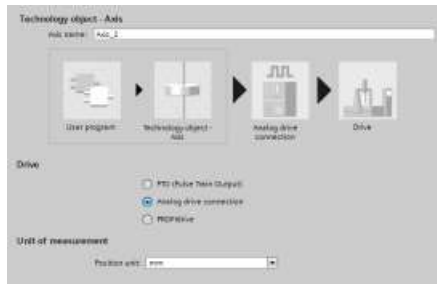 Technology object - Axis
Axis name: Axis_2
User program
Technology object - Axis
Analog drive connection
Drive
Drive
PTO (Pulse Train Output)
Analog drive connection
PROFIdrive
Unit of measurement
Position unit: mm